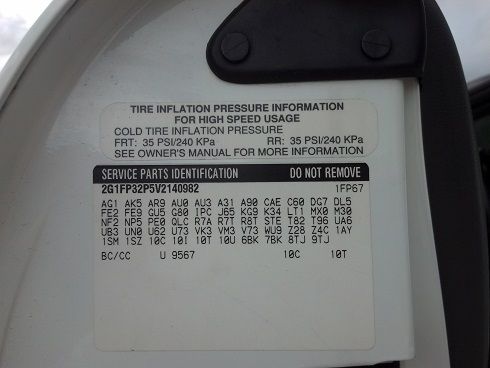 TIRE INFLATION PRESSURE INFORMATION
FOR HIGH SPEED USAGE
COLD TIRE INFLATION PRESSURE
FRT: 35 PSI/240 KPa RR: 35 PSI/240 KPa
SEE OWNER'S MANUAL FOR MORE INFORMATION
SERVICE PARTS IDENTIFICATION DO NOT REMOVE
2G1FP32P5V2140982 1FP67
AG1 AK5 AR9 AU0 AU3 A31 A90 CAE C60 DG7 DL5
FE2 FE9 GU5 G80 IPC J65 KG9 K34 LT1 MX0 M30
NF2 NP5 PE0 QLC R7A R7T R8T STE T82 T96 UA6
UB3 UN0 U62 U73 VK3 VM3 V73 WU9 Z28 Z4C 1AY
1SM 1SZ 10C 10I 10T 10U 6BK 7BK 8TJ 9TJ
BC/CC U 9567 10C 10T